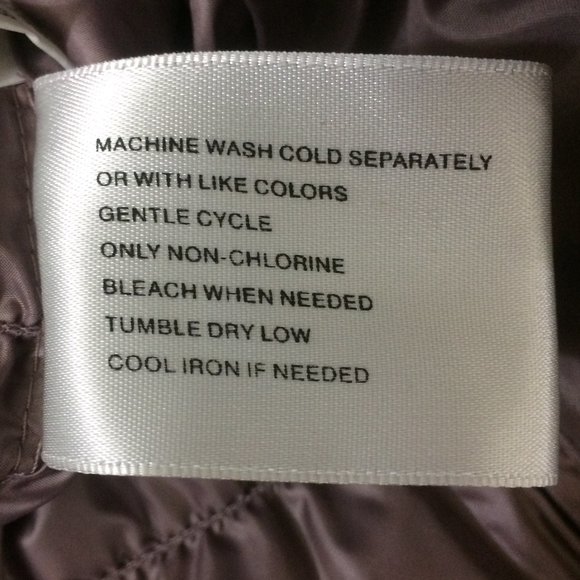 MACHINE WASH COLD SEPARATELY
OR WITH LIKE COLORS
GENTLE CYCLE
ONLY NON-CHLORINE
BLEACH WHEN NEEDED
TUMBLE DRY LOW
COOL IRON IF NEEDED